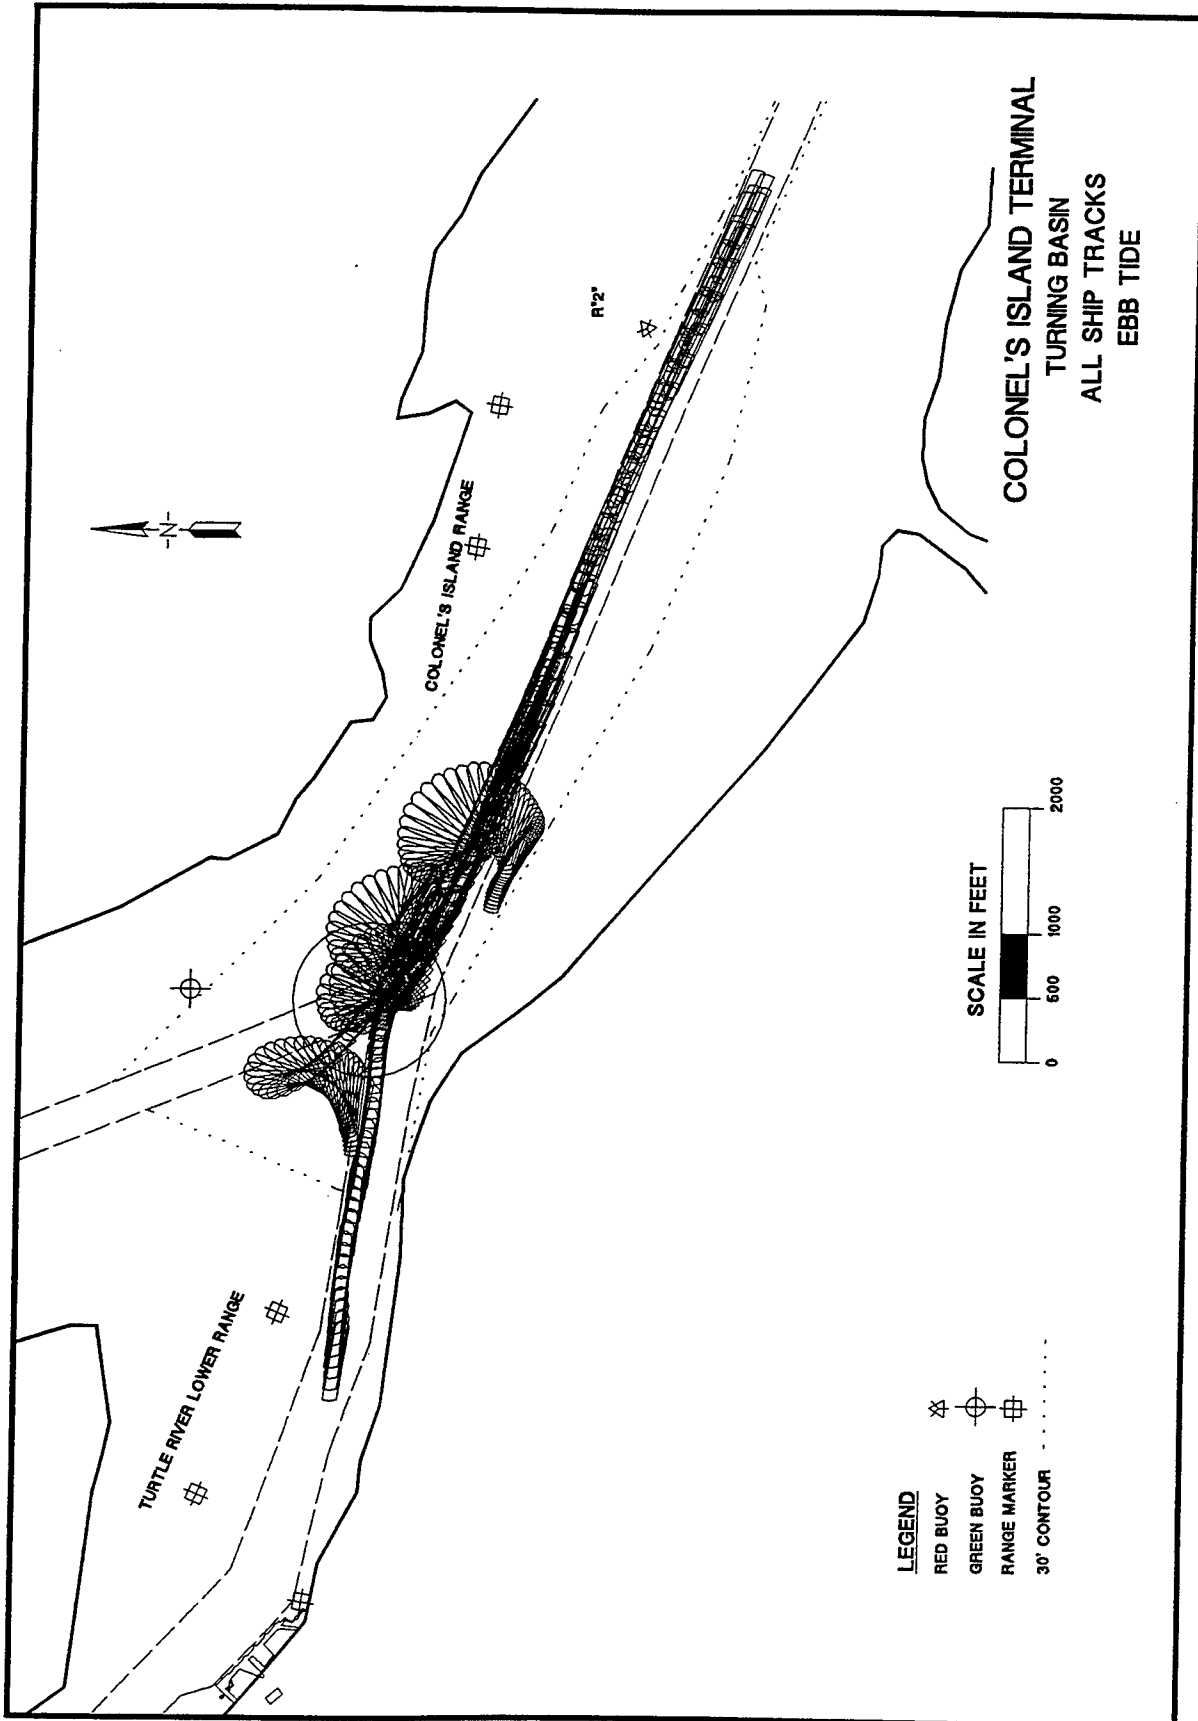 COLONEL'S ISLAND TERMINAL
TURNING BASIN
ALL SHIP TRACKS
EBB TIDE
-N-
R"2"
COLONEL'S ISLAND RANGE
TURTLE RIVER LOWER RANGE
SCALE IN FEET
0 500 1000 2000
LEGEND
RED BUOY
GREEN BUOY
RANGE MARKER
30' CONTOUR